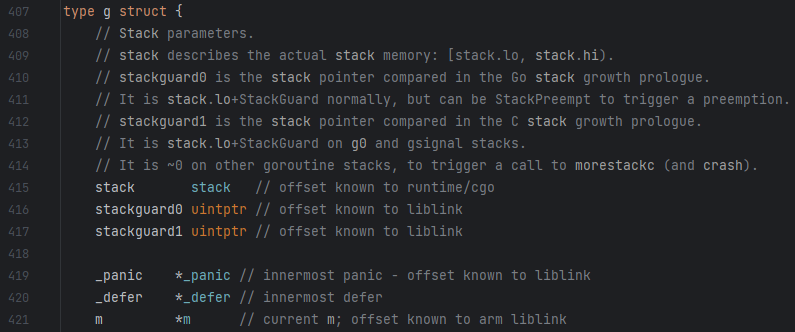 407 type g struct {
408 // Stack parameters.
409 // stack describes the actual stack memory: [stack.lo, stack.hi).
410 // stackguard0 is the stack pointer compared in the Go stack growth prologue.
411 // It is stack.lo+StackGuard normally, but can be StackPreempt to trigger a preemption.
412 // stackguard1 is the stack pointer compared in the C stack growth prologue.
413 // It is stack.lo+StackGuard on g0 and gsignal stacks.
414 // It is ~0 on other goroutine stacks, to trigger a call to morestackc (and crash).
415 stack       stack   // offset known to runtime/cgo
416 stackguard0 uintptr // offset known to liblink
417 stackguard1 uintptr // offset known to liblink
418
419 _panic    *_panic // innermost panic - offset known to liblink
420 _defer    *_defer // innermost defer
421 m         *m      // current m; offset known to arm liblink